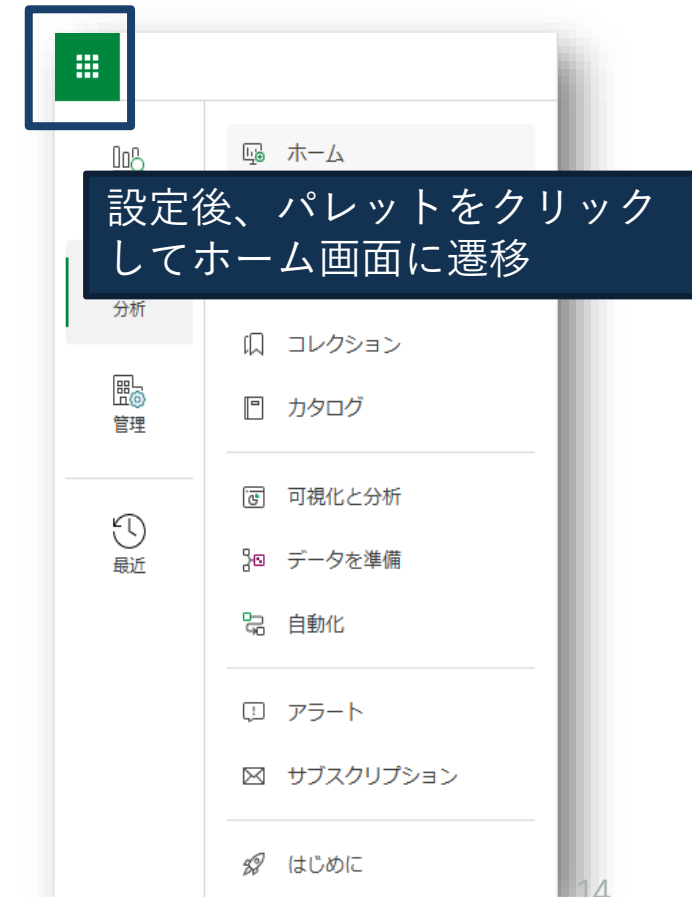 ホーム
設定後、パレットをクリック
してホーム画面に遷移
分析
コレクション
カタログ
管理
可視化と分析
データを準備
最近
自動化
アラート
サブスクリプション
はじめに
14